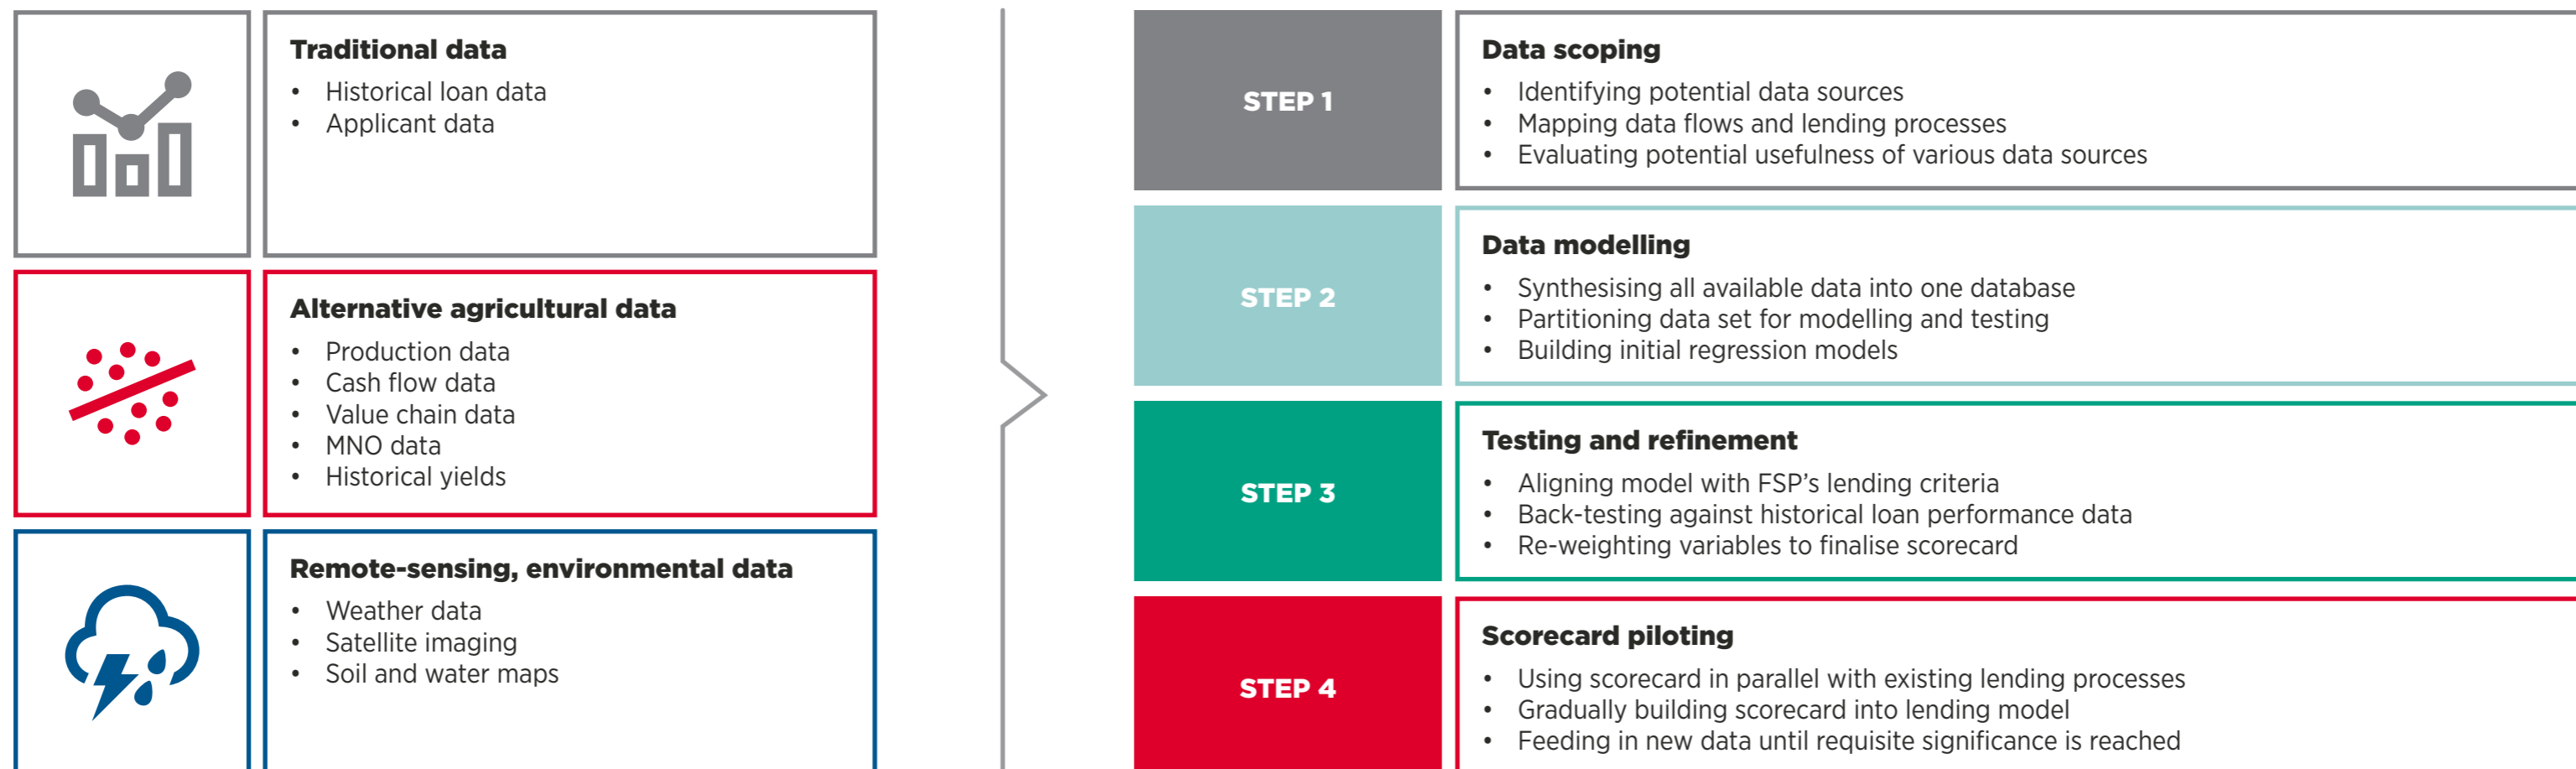 Traditional data
• Historical loan data
• Applicant data
Alternative agricultural data
• Production data
• Cash flow data
• Value chain data
• MNO data
• Historical yields
Remote-sensing, environmental data
• Weather data
• Satellite imaging
• Soil and water maps
STEP 1
Data scoping
• Identifying potential data sources
• Mapping data flows and lending processes
• Evaluating potential usefulness of various data sources
STEP 2
Data modelling
• Synthesising all available data into one database
• Partitioning data set for modelling and testing
• Building initial regression models
STEP 3
Testing and refinement
• Aligning model with FSP’s lending criteria
• Back-testing against historical loan performance data
• Re-weighting variables to finalise scorecard
STEP 4
Scorecard piloting
• Using scorecard in parallel with existing lending processes
• Gradually building scorecard into lending model
• Feeding in new data until requisite significance is reached